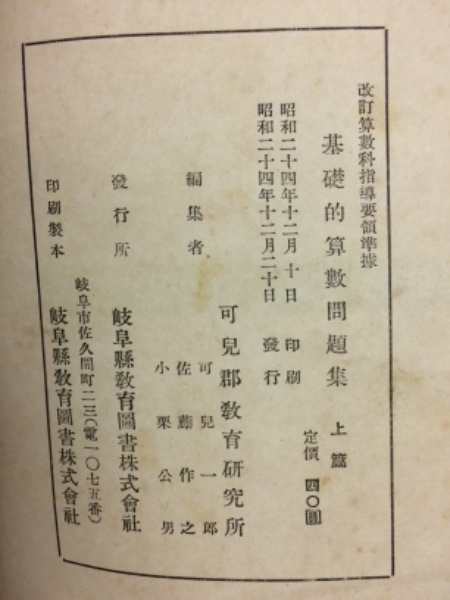 改訂算數科指導要領準據
基礎的算數問題集 上篇
定價 四〇圓
昭和二十四年十二月十日 印刷
昭和二十四年十二月二十日 發行
編集者
可兒郡敎育硏究所
可兒一郎
佐藤作之
小栗公男
發行所 岐阜縣敎育圖書株式會社
岐阜市佐久間町二三(電一〇七五番)
印刷製本 岐阜縣敎育圖書株式會社